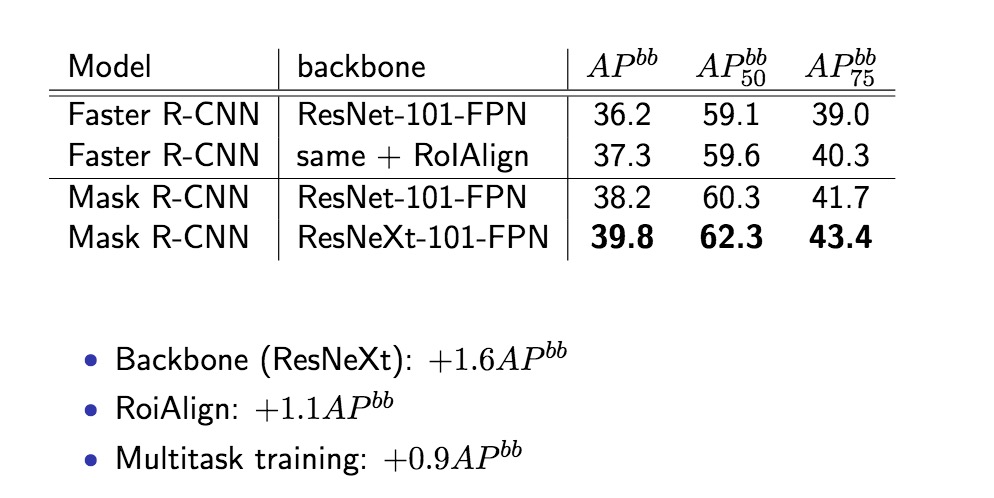 Model backbone AP^{bb} AP^{bb}_{50} AP^{bb}_{75}
Faster R-CNN ResNet-101-FPN 36.2 59.1 39.0
Faster R-CNN same + RoIAlign 37.3 59.6 40.3
Mask R-CNN ResNet-101-FPN 38.2 60.3 41.7
Mask R-CNN ResNeXt-101-FPN 39.8 62.3 43.4
• Backbone (ResNeXt): +1.6AP^{bb}
• RoiAlign: +1.1AP^{bb}
• Multitask training: +0.9AP^{bb}